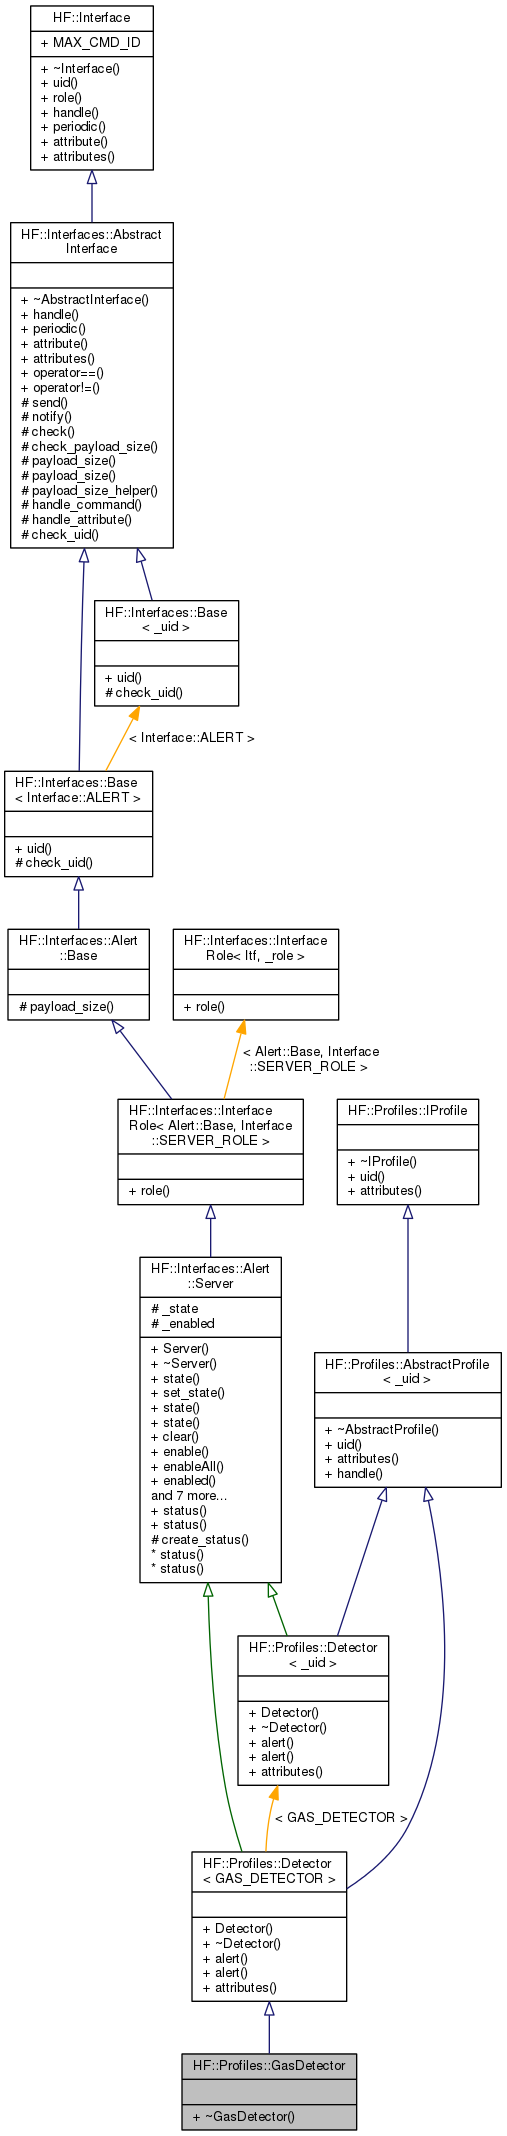 HF::Interface
+ MAX_CMD_ID
+ ~Interface()
+ uid()
+ role()
+ handle()
+ periodic()
+ attribute()
+ attributes()
HF::Interfaces::Abstract
Interface
+ ~AbstractInterface()
+ handle()
+ periodic()
+ attribute()
+ attributes()
+ operator==()
+ operator!=()
# send()
# notify()
# check()
# check_payload_size()
# payload_size()
# payload_size()
# payload_size_helper()
# handle_command()
# handle_attribute()
# check_uid()
HF::Interfaces::Base
< _uid >
+ uid()
# check_uid()
< Interface::ALERT >
HF::Interfaces::Base
< Interface::ALERT >
+ uid()
# check_uid()
HF::Interfaces::Alert
::Base
# payload_size()
HF::Interfaces::Interface
Role< Itf, _role >
+ role()
< Alert::Base, Interface
::SERVER_ROLE >
HF::Interfaces::Interface
Role< Alert::Base, Interface
::SERVER_ROLE >
+ role()
HF::Profiles::IProfile
+ ~IProfile()
+ uid()
+ attributes()
HF::Interfaces::Alert
::Server
# _state
# _enabled
+ Server()
+ ~Server()
+ state()
+ set_state()
+ state()
+ state()
+ clear()
+ enable()
+ enableAll()
+ enabled()
and 7 more...
+ status()
+ status()
# create_status()
* status()
* status()
HF::Profiles::AbstractProfile
< _uid >
+ ~AbstractProfile()
+ uid()
+ attributes()
+ handle()
HF::Profiles::Detector
< _uid >
+ Detector()
+ ~Detector()
+ alert()
+ alert()
+ attributes()
< GAS_DETECTOR >
HF::Profiles::Detector
< GAS_DETECTOR >
+ Detector()
+ ~Detector()
+ alert()
+ alert()
+ attributes()
HF::Profiles::GasDetector
+ ~GasDetector()